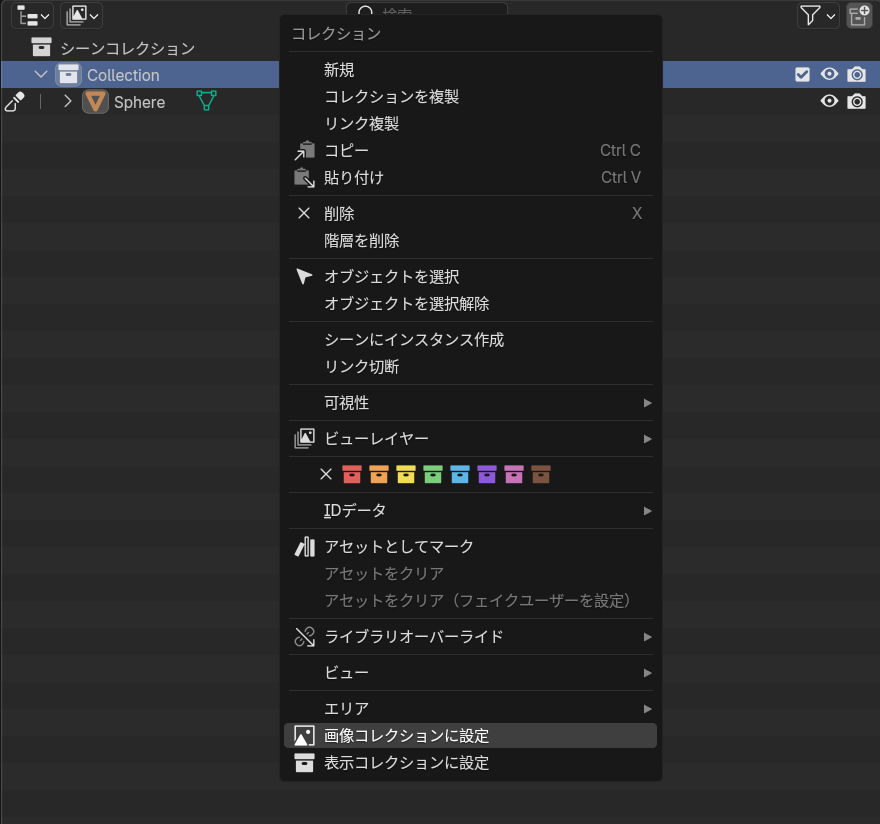 検索
シーンコレクション
Collection
Sphere
コレクション
新規
コレクションを複製
リンク複製
コピー Ctrl C
貼り付け Ctrl V
削除 X
階層を削除
オブジェクトを選択
オブジェクトを選択解除
シーンにインスタンス作成
リンク切断
可視性
ビューレイヤー
IDデータ
アセットとしてマーク
アセットをクリア
アセットをクリア（フェイクユーザーを設定）
ライブラリオーバーライド
ビュー
エリア
画像コレクションに設定
表示コレクションに設定